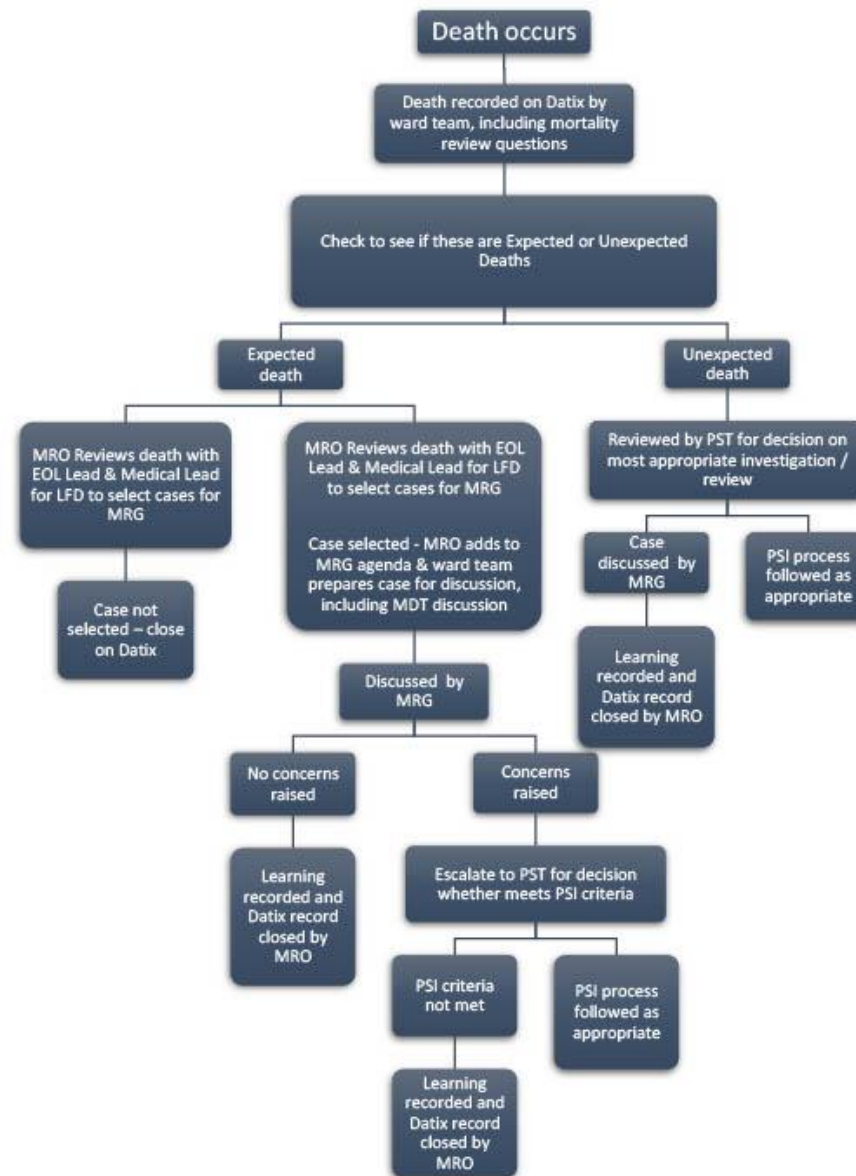 Death occurs
Death recorded on Datix by
ward team, including mortality
review questions
Check to see if these are Expected or Unexpected
Deaths
Expected
death
Unexpected
death
MRO Reviews death with
EOL Lead & Medical Lead
for LFD to select cases for
MRG
MRO Reviews death with EOL
Lead & Medical Lead for LFD
to select cases for MRG
Case selected - MRO adds to
MRG agenda & ward team
prepares case for discussion,
including MDT discussion
Reviewed by PST for decision on
most appropriate investigation /
review
Case not
selected – close
on Datix
Case
discussed by
MRG
PSI process
followed as
appropriate
Learning
recorded and
Datix record
closed by MRO
Discussed by
MRG
No concerns
raised
Concerns
raised
Learning
recorded and
Datix record
closed by
MRO
Escalate to PST for decision
whether meets PSI criteria
PSI criteria
not met
PSI process
followed as
appropriate
Learning
recorded and
Datix record
closed by
MRO